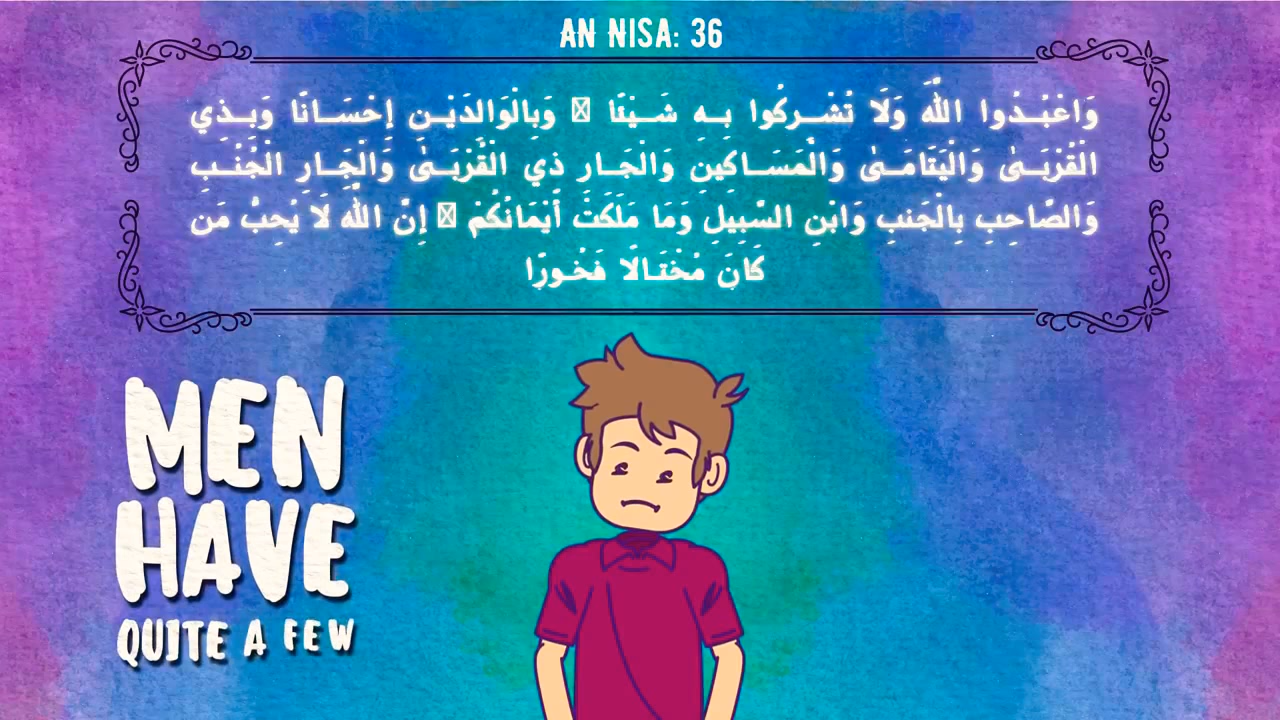 AN NISA: 36
وَاعْبُدُوا اللَّهَ وَلَا تُشْرِكُوا بِهِ شَيْئًا وَبِالْوَالِدَيْنِ إِحْسَانًا وَبِذِي
الْقُرْبَىٰ وَالْيَتَامَىٰ وَالْمَسَاكِينِ وَالْجَارِ ذِي الْقُرْبَىٰ وَالْجَارِ الْجُنُبِ
وَالصَّاحِبِ بِالْجَنبِ وَابْنِ السَّبِيلِ وَمَا مَلَكَتْ أَيْمَانُكُمْ إِنَّ اللَّهَ لَا يُحِبُّ مَن
كَانَ مُخْتَالًا فَخُورًا
MEN
HAVE
QUITE A FEW